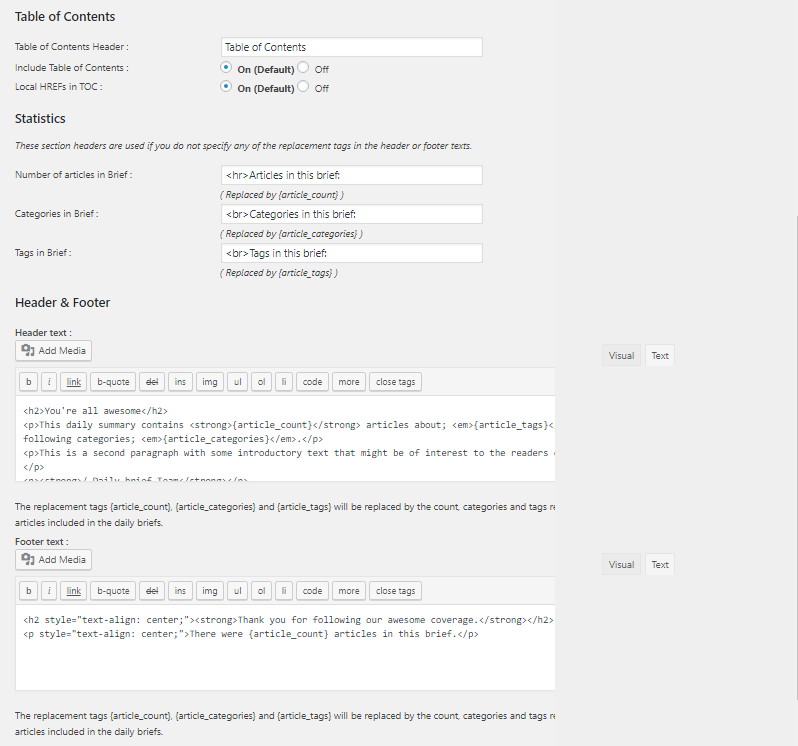 Table of Contents
Table of Contents Header :
Table of Contents
Include Table of Contents :
On (Default) Off
Local HREFs in TOC :
On (Default) Off
Statistics
These section headers are used if you do not specify any of the replacement tags in the header or footer texts.
Number of articles in Brief :
<hr>Articles in this brief:
( Replaced by {article_count} )
Categories in Brief :
<br>Categories in this brief:
( Replaced by {article_categories} )
Tags in Brief :
<br>Tags in this brief:
( Replaced by {article_tags} )
Header & Footer
Header text :
Add Media
Visual Text
b i link b-quote del ins img ul ol li code more close tags
<h2>You're all awesome</h2>
<p>This daily summary contains <strong>{article_count}</strong> articles about; <em>{article_tags}<
following categories; <em>{article_categories}</em>.</p>
<p>This is a second paragraph with some introductory text that might be of interest to the readers
</p>
<p><strong>/ Daily brief Team</strong></p>
The replacement tags {article_count}, {article_categories} and {article_tags} will be replaced by the count, categories and tags re
articles included in the daily briefs.
Footer text :
Add Media
Visual Text
b i link b-quote del ins img ul ol li code more close tags
<h2 style="text-align: center;"><strong>Thank you for following our awesome coverage.</strong></h2>
<p style="text-align: center;">There were {article_count} articles in this brief.</p>
The replacement tags {article_count}, {article_categories} and {article_tags} will be replaced by the count, categories and tags re
articles included in the daily briefs.